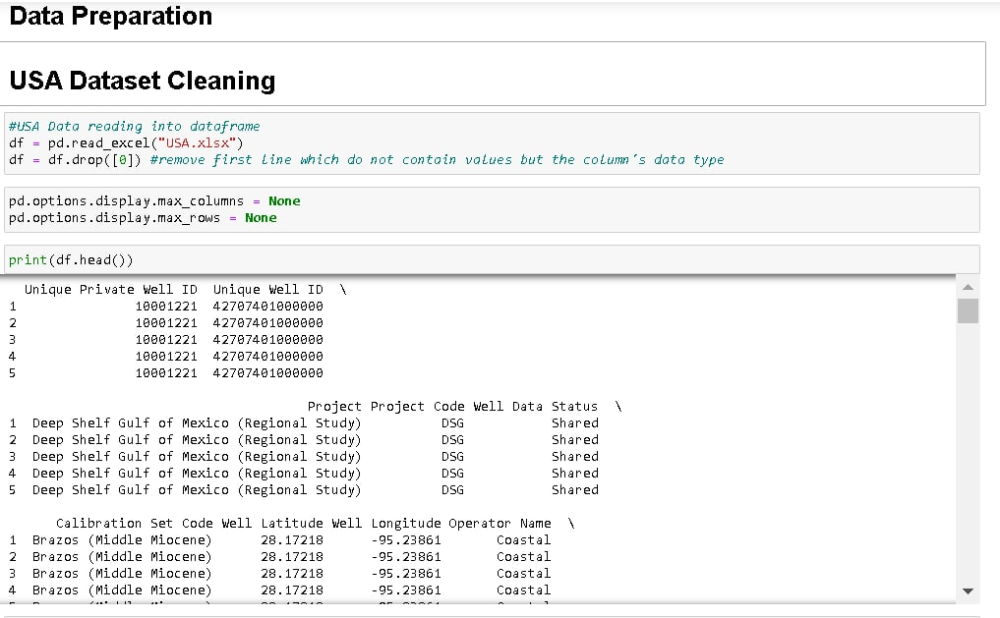 Data Preparation
USA Dataset Cleaning
#USA Data reading into dataframe
df = pd.read_excel("USA.xlsx")
df = df.drop([0]) #remove first line which do not contain values but the column´s data type
pd.options.display.max_columns = None
pd.options.display.max_rows = None
print(df.head())
Unique Private Well ID Unique Well ID \
1 10001221 42707401000000
2 10001221 42707401000000
3 10001221 42707401000000
4 10001221 42707401000000
5 10001221 42707401000000
Project Project Code Well Data Status \
1 Deep Shelf Gulf of Mexico (Regional Study) DSG Shared
2 Deep Shelf Gulf of Mexico (Regional Study) DSG Shared
3 Deep Shelf Gulf of Mexico (Regional Study) DSG Shared
4 Deep Shelf Gulf of Mexico (Regional Study) DSG Shared
5 Deep Shelf Gulf of Mexico (Regional Study) DSG Shared
Calibration Set Code Well Latitude Well Longitude Operator Name \
1 Brazos (Middle Miocene) 28.17218 -95.23861 Coastal
2 Brazos (Middle Miocene) 28.17218 -95.23861 Coastal
3 Brazos (Middle Miocene) 28.17218 -95.23861 Coastal
4 Brazos (Middle Miocene) 28.17218 -95.23861 Coastal